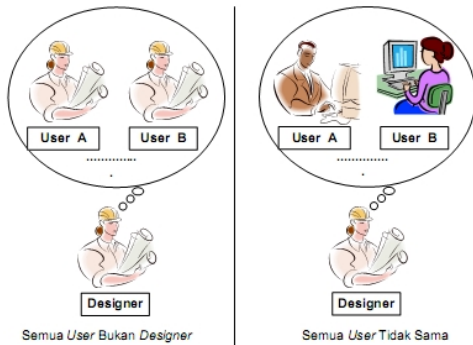 User A
User B
..............
.
Designer
Semua User Bukan Designer
User A
User B
..............
.
Designer
Semua User Tidak Sama